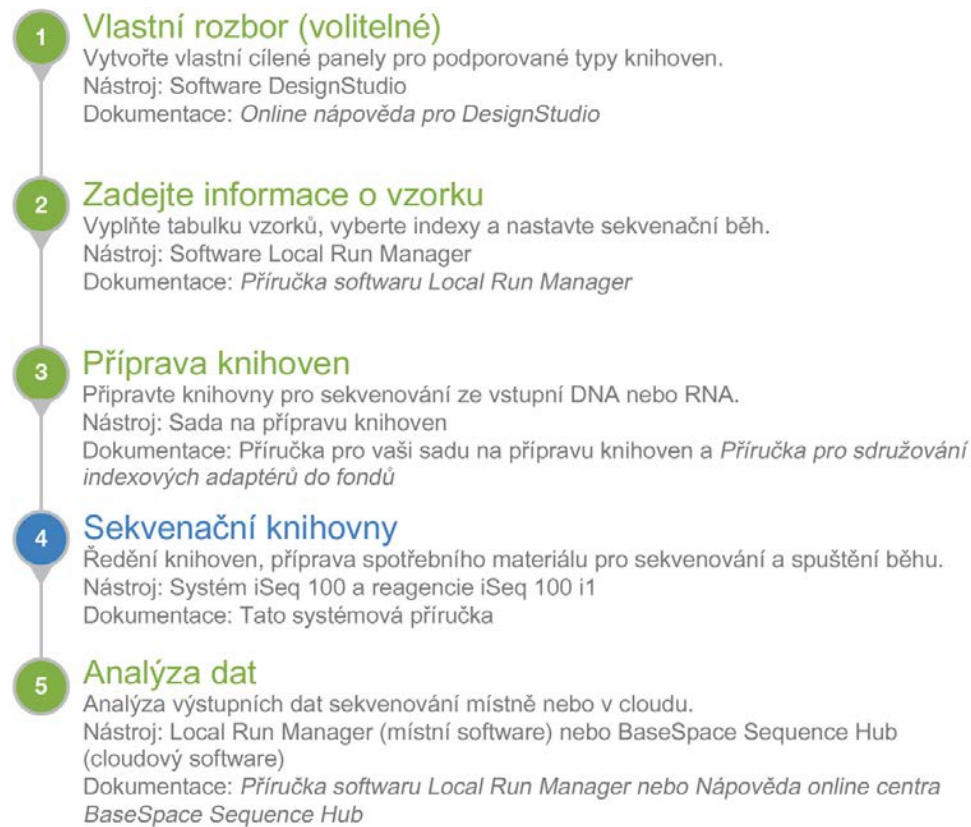 1
Vlastní rozbor (volitelné)
Vytvořte vlastní cílené panely pro podporované typy knihoven.
Nástroj: Software DesignStudio
Dokumentace: Online nápověda pro DesignStudio
2
Zadejte informace o vzorku
Vyplňte tabulku vzorků, vyberte indexy a nastavte sekvenační běh.
Nástroj: Software Local Run Manager
Dokumentace: Příručka softwaru Local Run Manager
3
Příprava knihoven
Připravte knihovny pro sekvenování ze vstupní DNA nebo RNA.
Nástroj: Sada na přípravu knihoven
Dokumentace: Příručka pro vaši sadu na přípravu knihoven a Příručka pro sdružování
indexových adaptérů do fondů
4
Sekvenační knihovny
Ředění knihoven, příprava spotřebního materiálu pro sekvenování a spuštění běhu.
Nástroj: Systém iSeq 100 a reagencie iSeq 100 i1
Dokumentace: Tato systémová příručka
5
Analýza dat
Analýza výstupních dat sekvenování místně nebo v cloudu.
Nástroj: Local Run Manager (místní software) nebo BaseSpace Sequence Hub
(cloudový software)
Dokumentace: Příručka softwaru Local Run Manager nebo Nápověda online centra
BaseSpace Sequence Hub